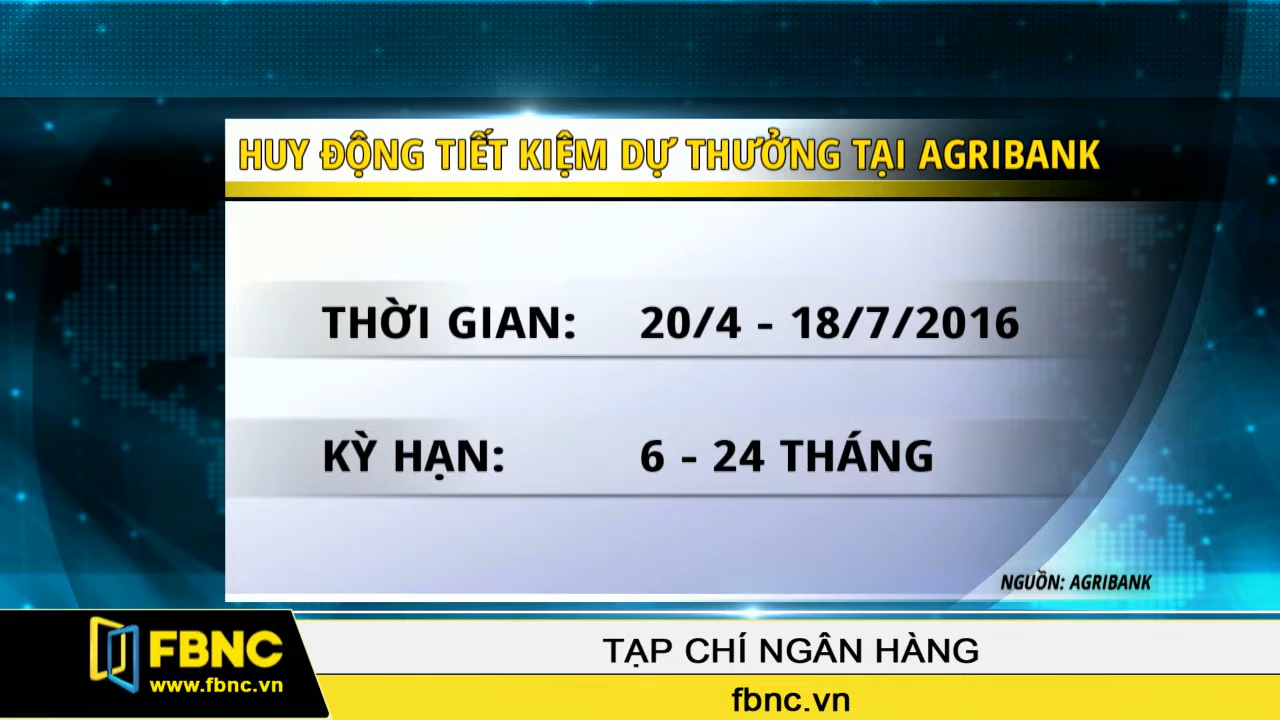 HUY ĐỘNG TIẾT KIỆM DỰ THƯỞNG TẠI AGRIBANK
THỜI GIAN: 20/4 - 18/7/2016
KỲ HẠN: 6 - 24 THÁNG
NGUỒN: AGRIBANK
FBNC
www.fbnc.vn
TẠP CHÍ NGÂN HÀNG
fbnc.vn